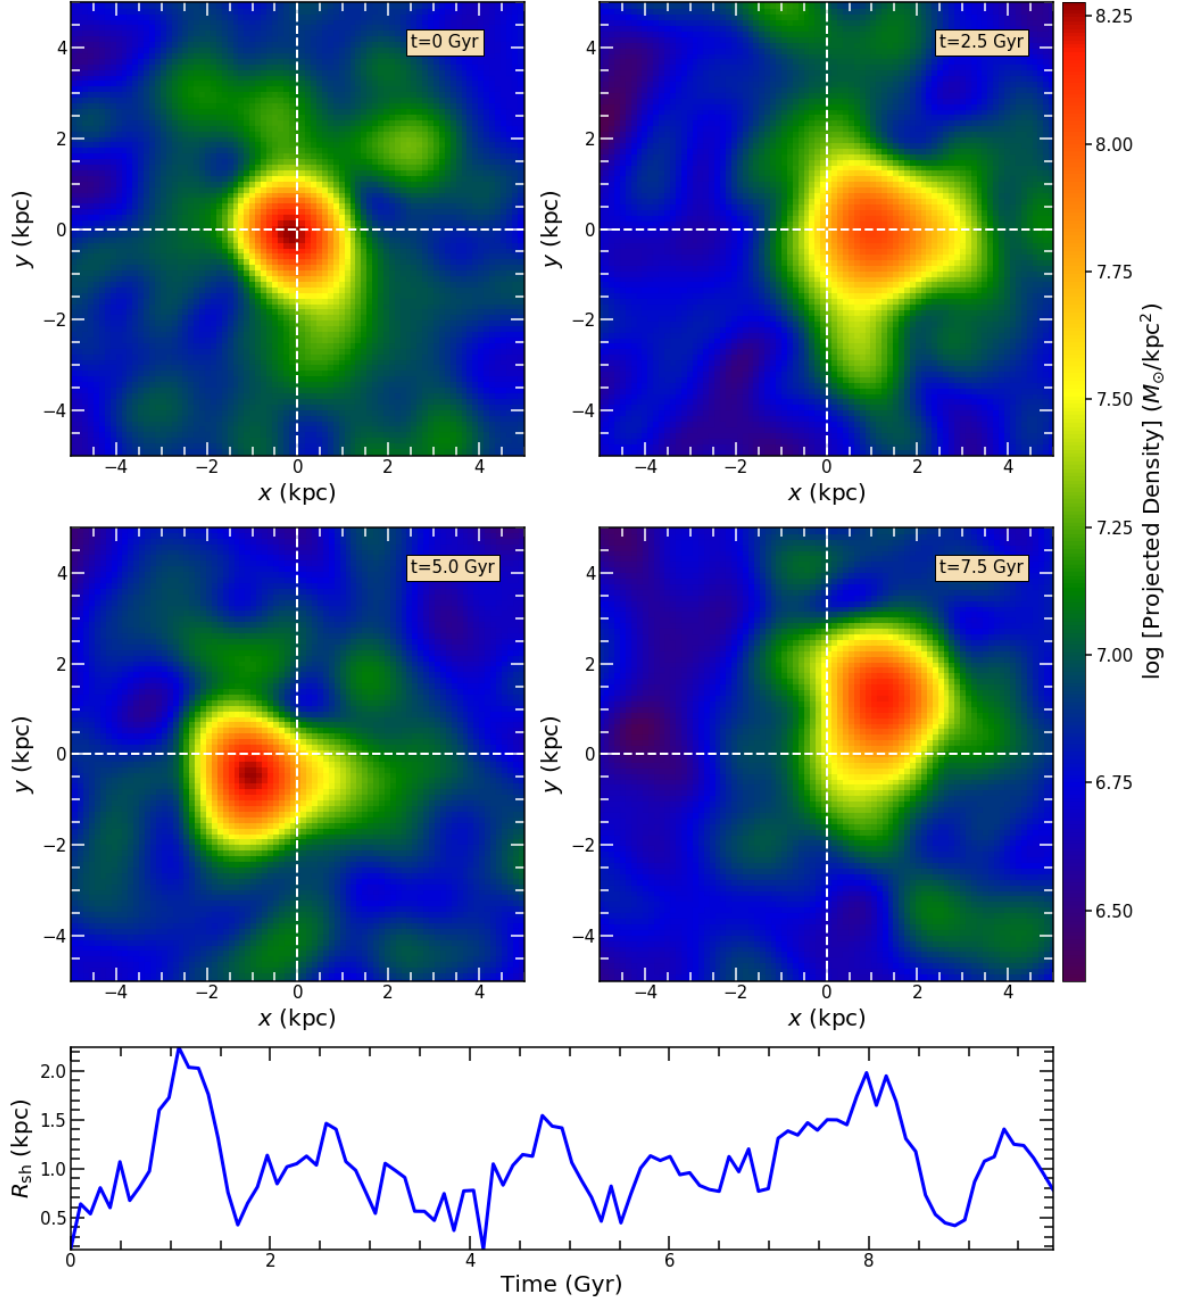 t=0 Gyr
t=2.5 Gyr
8.25
8.00
7.75
7.50
7.25
7.00
6.75
6.50
log [Projected Density] (M⊙/kpc²)
4
2
0
−2
−4
y (kpc)
−4 −2 0 2 4
x (kpc)
4
2
0
−2
−4
y (kpc)
−4 −2 0 2 4
x (kpc)
t=5.0 Gyr
t=7.5 Gyr
4
2
0
−2
−4
y (kpc)
−4 −2 0 2 4
x (kpc)
4
2
0
−2
−4
y (kpc)
−4 −2 0 2 4
x (kpc)
2.0
1.5
1.0
0.5
Rsh (kpc)
0 2 4 6 8
Time (Gyr)